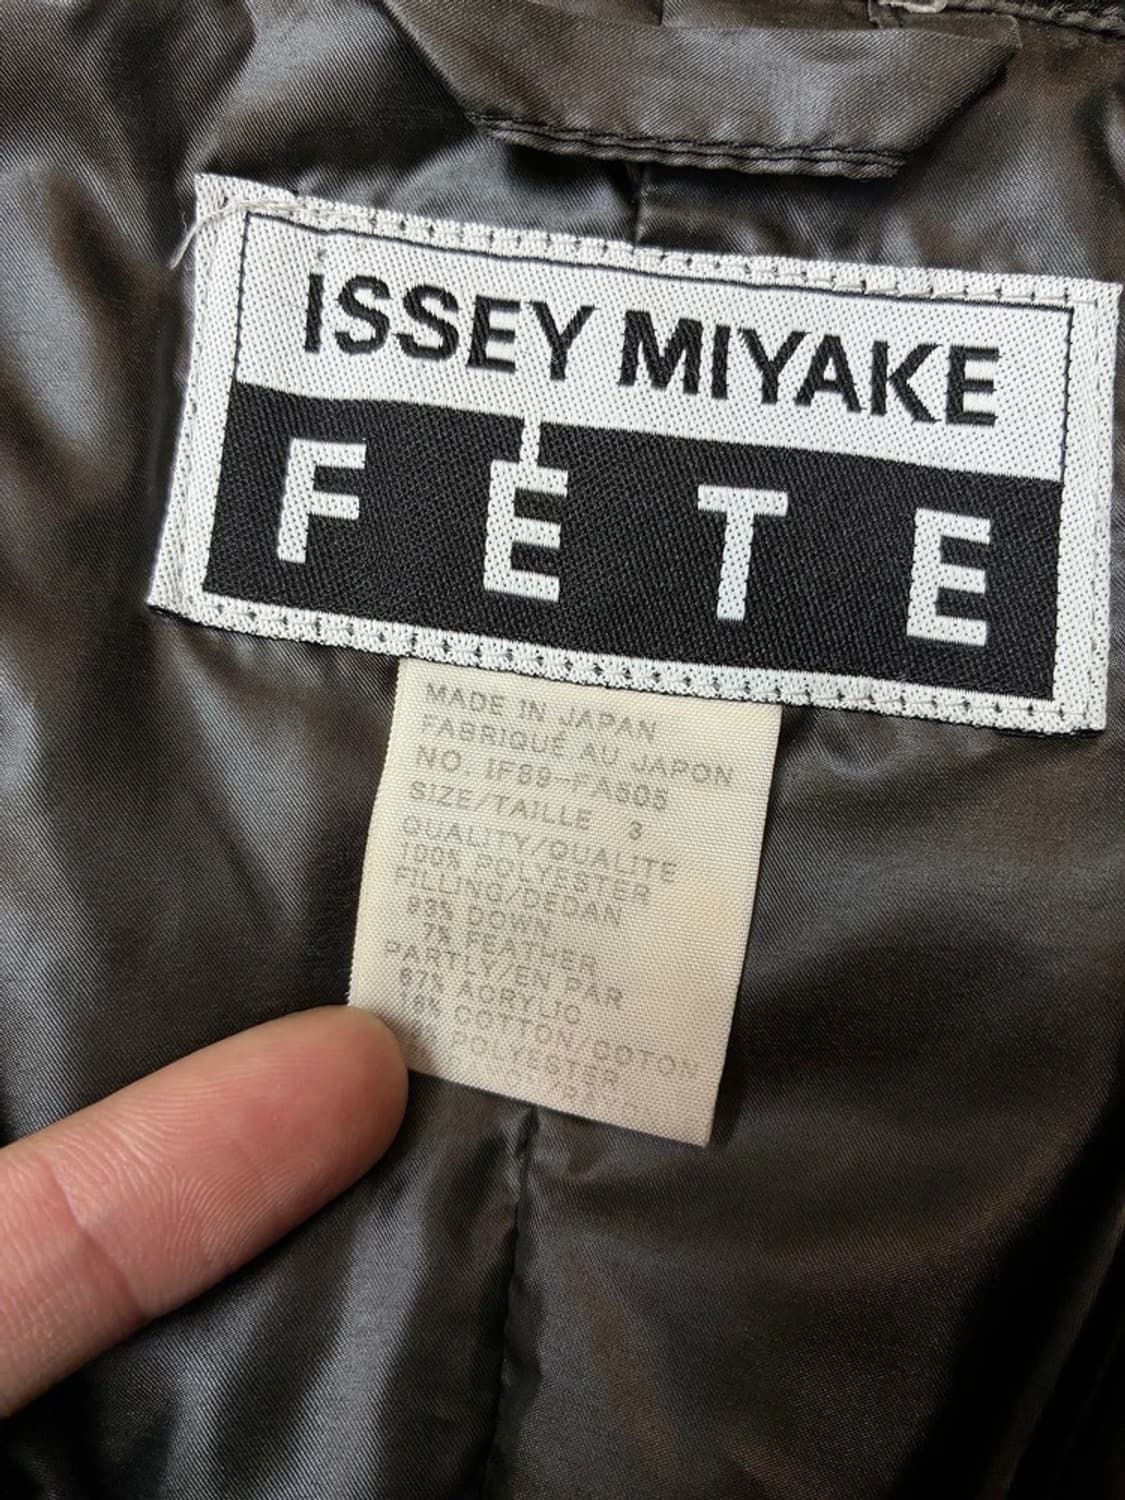 ISSEY MIYAKE
FÊTE
MADE IN JAPAN
FABRIQUÉ AU JAPON
NO. IF89-FA605
SIZE/TAILLE 3
QUALITY/QUALITE
100% POLYESTER
FILLING/DEDAN
93% DOWN
7% FEATHER
PARTLY/EN PAR
67% ACRYLIC
18% COTTON/COTON
POLYESTER